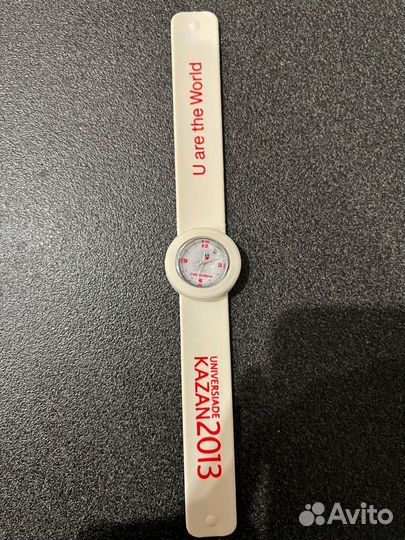 U are the World
UNIVERSIADE
KAZAN2013
Avito